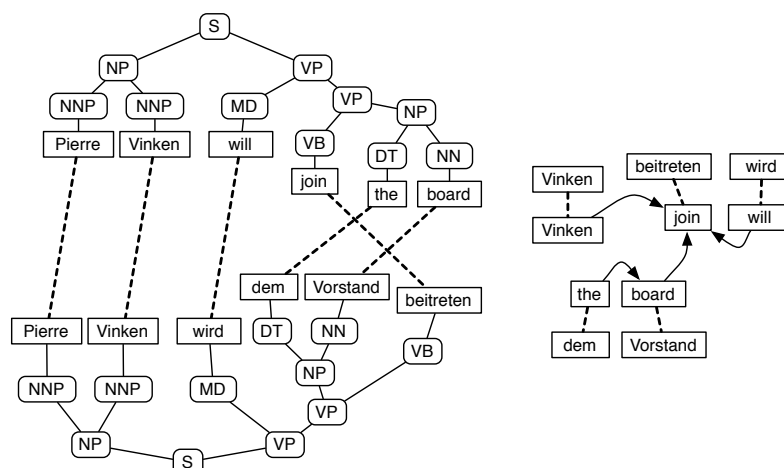 S
NP VP
NNP NNP MD VP NP
Pierre Vinken will VB DT NN
join the board
dem Vorstand beitreten
Pierre Vinken wird DT NN VB
NNP NNP MD NP
VP
NP S VP
Vinken beitreten wird
Vinken join will
the board
dem Vorstand